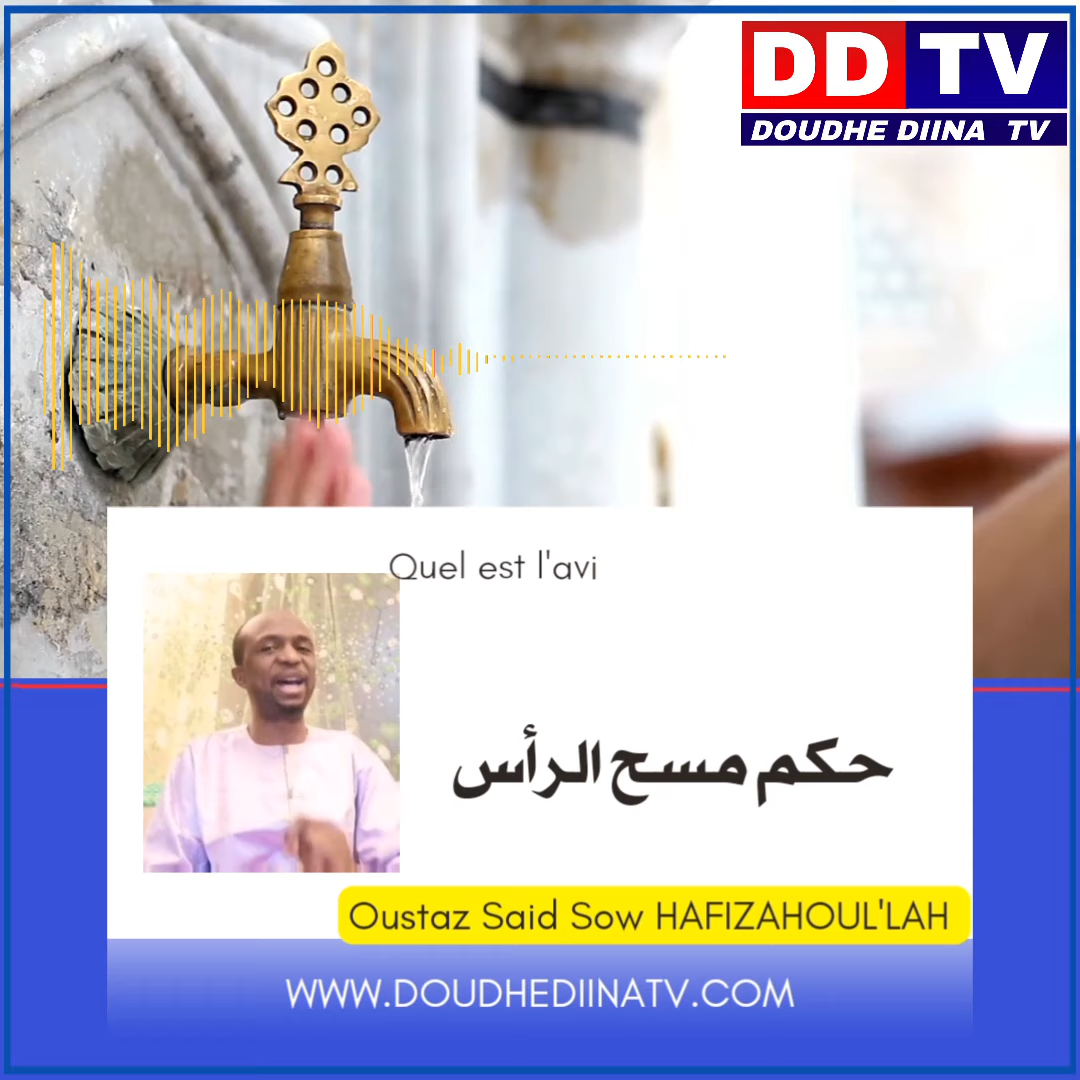 DD TV
DOUDHE DIINA TV
Quel est l'avi
حكم مسح الرأس
Oustaz Said Sow HAFIZAHOUL'LAH
WWW.DOUDHEDIINATV.COM